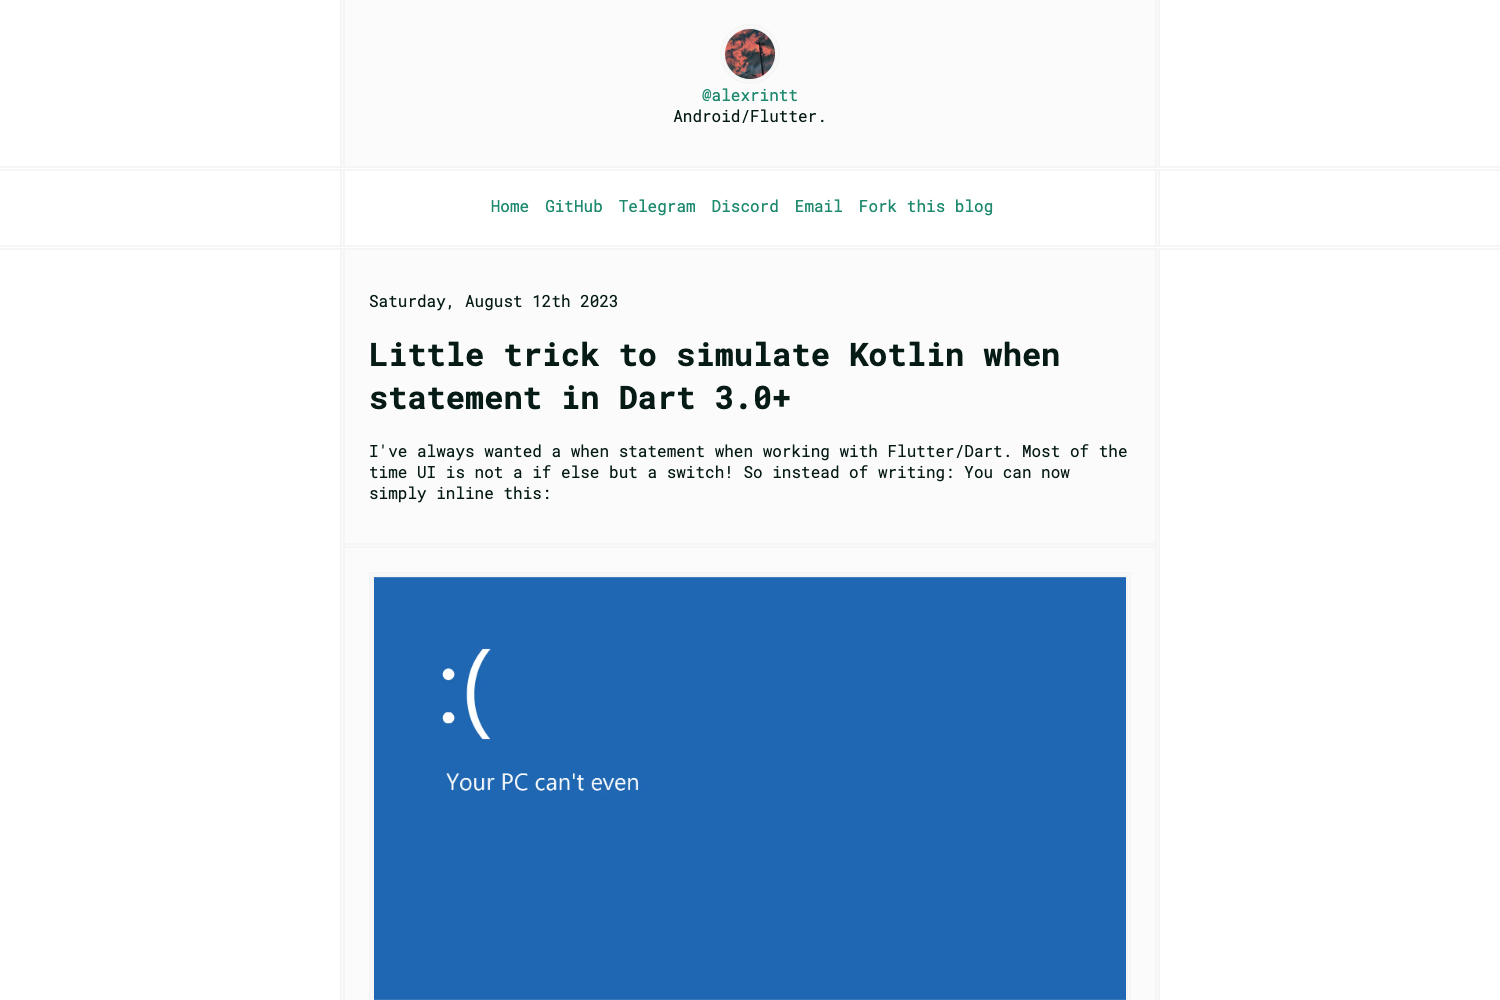 @alexrintt
Android/Flutter.
Home GitHub Telegram Discord Email Fork this blog
Saturday, August 12th 2023
Little trick to simulate Kotlin when
statement in Dart 3.0+
I've always wanted a when statement when working with Flutter/Dart. Most of the
time UI is not a if else but a switch! So instead of writing: You can now
simply inline this:
:(
Your PC can't even